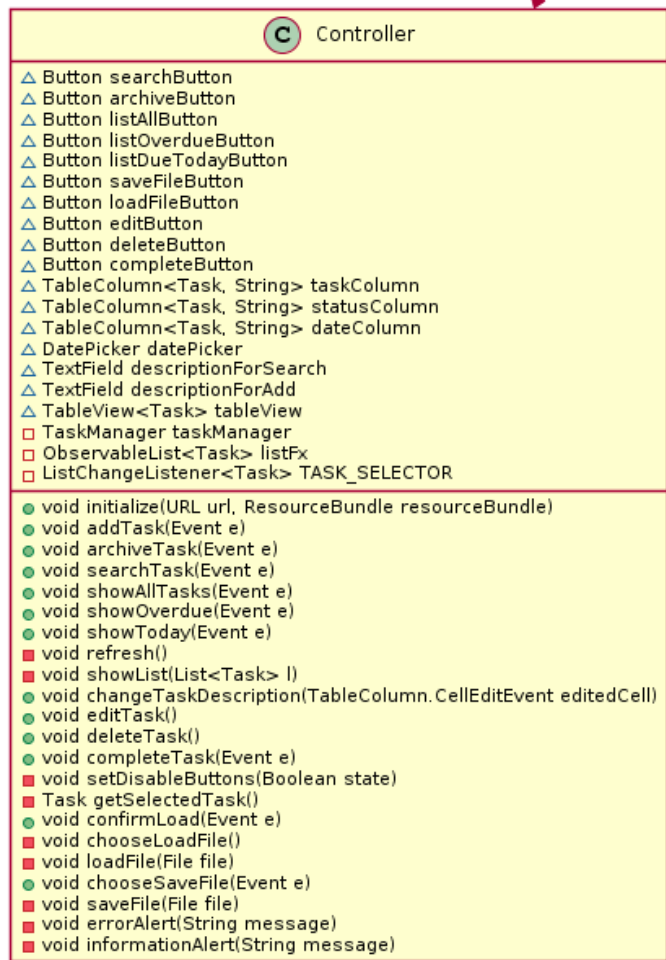 C Controller
Button searchButton
Button archiveButton
Button listAllButton
Button listOverdueButton
Button listDueTodayButton
Button saveFileButton
Button loadFileButton
Button editButton
Button deleteButton
Button completeButton
TableColumn<Task, String> taskColumn
TableColumn<Task, String> statusColumn
TableColumn<Task, String> dateColumn
DatePicker datePicker
TextField descriptionForSearch
TextField descriptionForAdd
TableView<Task> tableView
TaskManager taskManager
ObservableList<Task> listFx
ListChangeListener<Task> TASK_SELECTOR
void initialize(URL url, ResourceBundle resourceBundle)
void addTask(Event e)
void archiveTask(Event e)
void searchTask(Event e)
void showAllTasks(Event e)
void showOverdue(Event e)
void showToday(Event e)
void refresh()
void showList(List<Task> l)
void changeTaskDescription(TableColumn.CellEditEvent editedCell)
void editTask()
void deleteTask()
void completeTask(Event e)
void setDisableButtons(Boolean state)
Task getSelectedTask()
void confirmLoad(Event e)
void chooseLoadFile()
void loadFile(File file)
void chooseSaveFile(Event e)
void saveFile(File file)
void errorAlert(String message)
void informationAlert(String message)